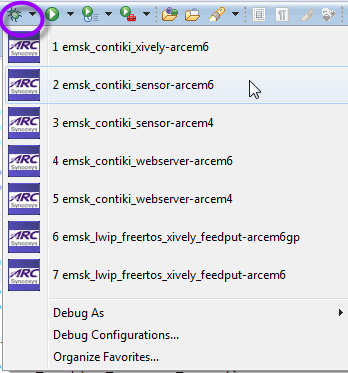 ARC Synopsys 1 emsk_contiki_xively-arcem6
ARC Synopsys 2 emsk_contiki_sensor-arcem6
ARC Synopsys 3 emsk_contiki_sensor-arcem4
ARC Synopsys 4 emsk_contiki_webserver-arcem6
ARC Synopsys 5 emsk_contiki_webserver-arcem4
ARC Synopsys 6 emsk_lwip_freertos_xively_feedput-arcem6gp
ARC Synopsys 7 emsk_lwip_freertos_xively_feedput-arcem6
Debug As
Debug Configurations...
Organize Favorites...